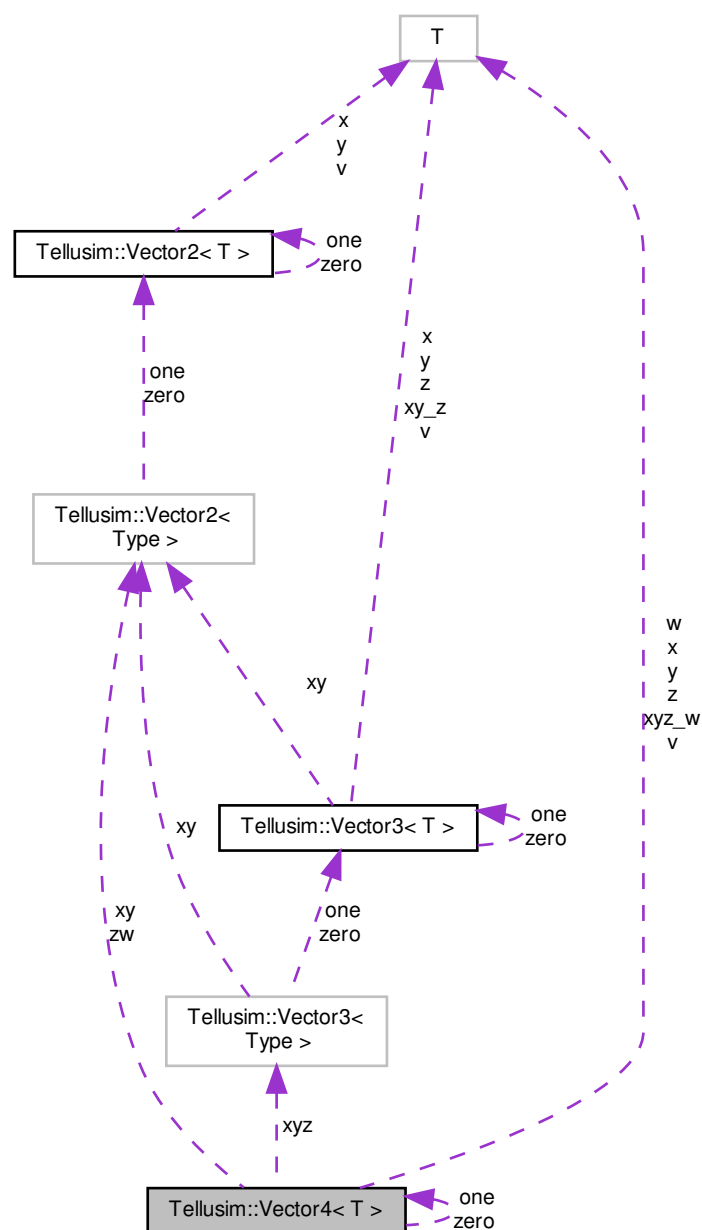 T
x
y
v
Tellusim::Vector2< T >
one
zero
x
y
z
xy_z
v
one
zero
Tellusim::Vector2<
Type >
w
x
y
z
xyz_w
v
xy
Tellusim::Vector3< T >
one
zero
xy
xy
zw
one
zero
Tellusim::Vector3<
Type >
xyz
Tellusim::Vector4< T >
one
zero